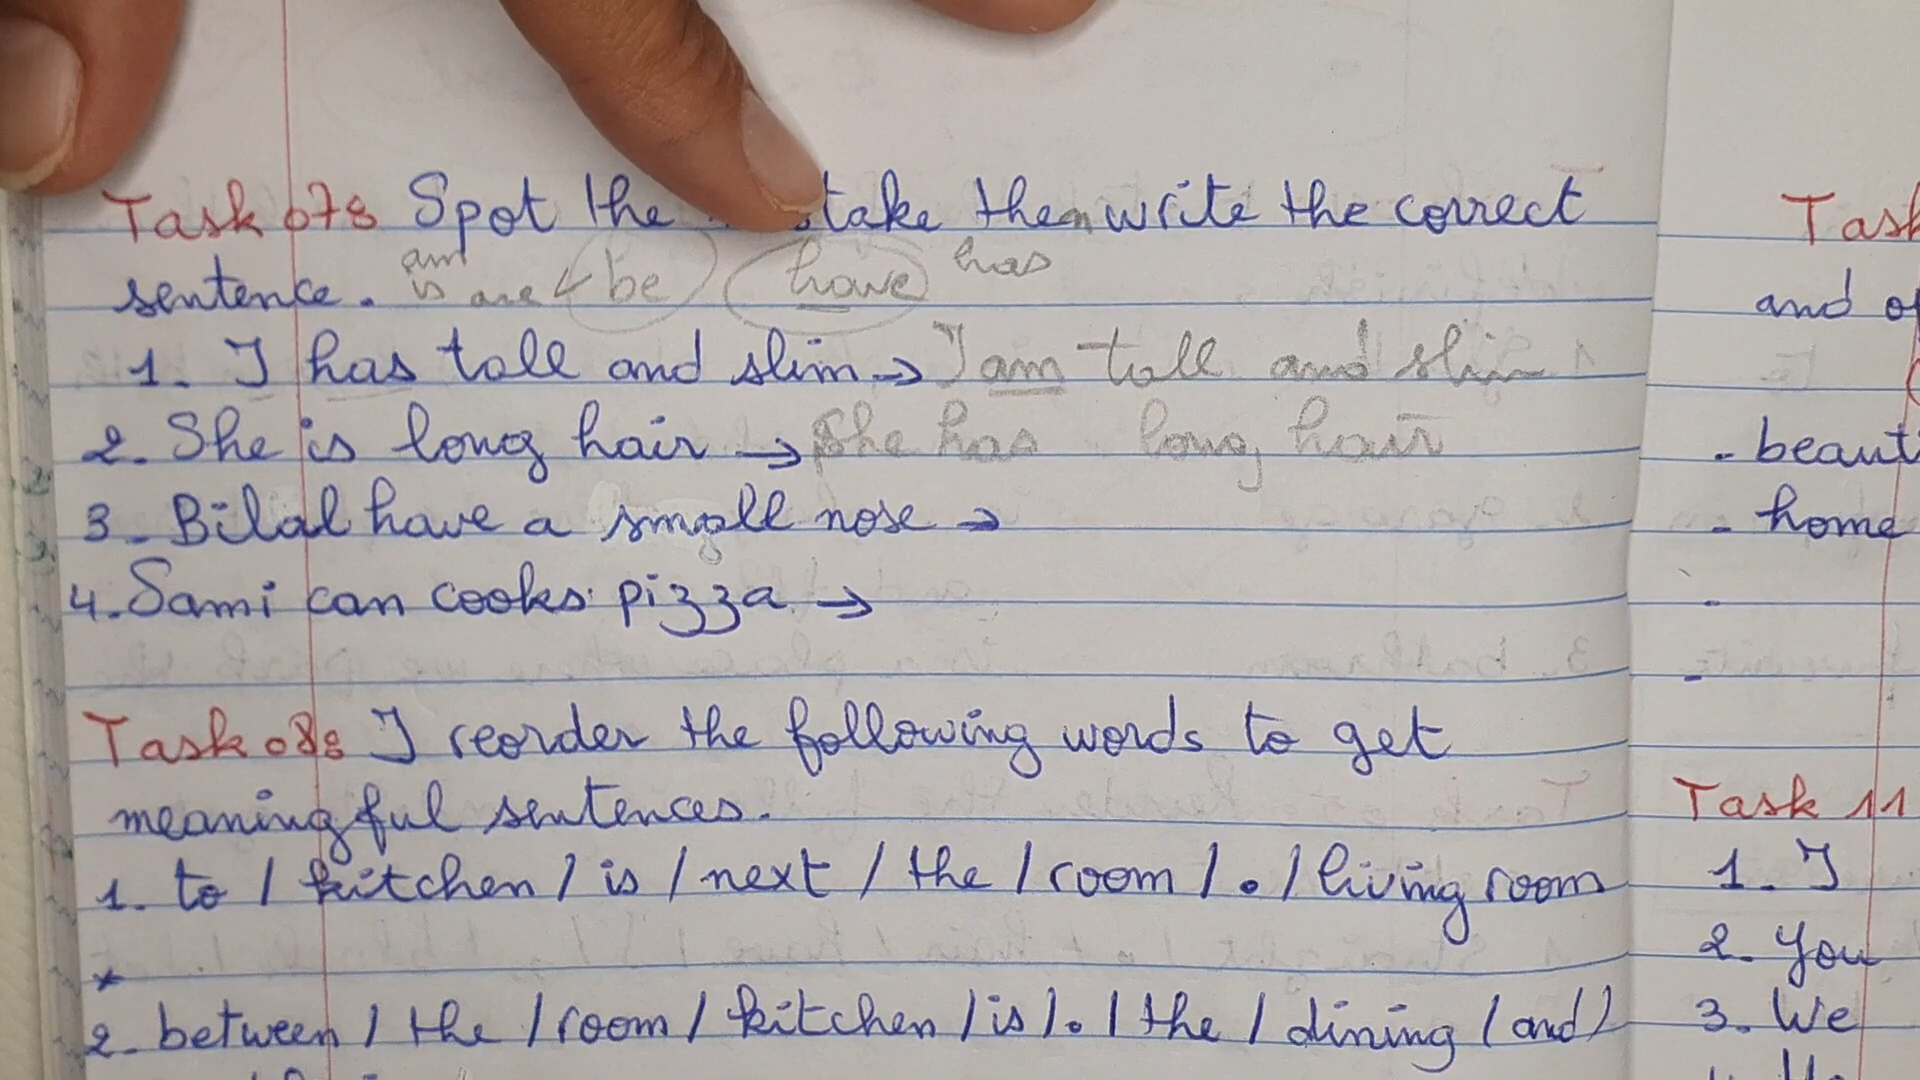 Task 07: Spot the take then write the correct
am
sentence. is are be have has
1. I has tall and slim → I am tall and slim
2. She is long hair → She has long hair
3. Bilal have a small nose →
4. Sami can cooks pizza →
Task 08: I reorder the following words to get
meaningful sentences.
1. to / kitchen / is / next / the / room / . / living room
*
2. between / the / room / kitchen / is / . / the / dining / and /
Task
and of
- beauti
- home
-
-
Task 11
1. I
2. You
3. We